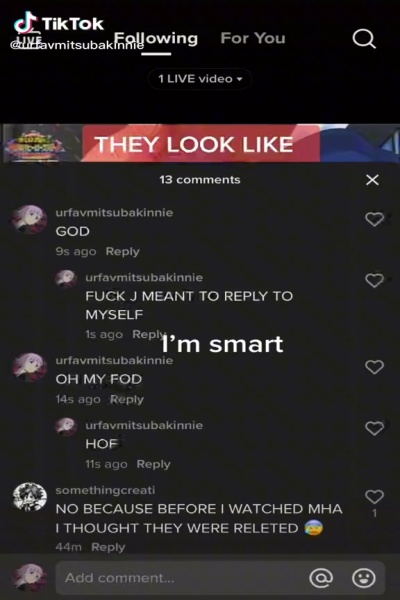 TikTok
@urfavmitsubakinnie
LIVE
Following For You
1 LIVE video
THEY LOOK LIKE
13 comments
urfavmitsubakinnie
GOD
9s ago Reply
urfavmitsubakinnie
FUCK J MEANT TO REPLY TO
MYSELF
1s ago Reply
I'm smart
urfavmitsubakinnie
OH MY FOD
14s ago Reply
urfavmitsubakinnie
HOF
11s ago Reply
somethingcreati
NO BECAUSE BEFORE I WATCHED MHA
I THOUGHT THEY WERE RELETED 😰
1
44m Reply
Add comment...